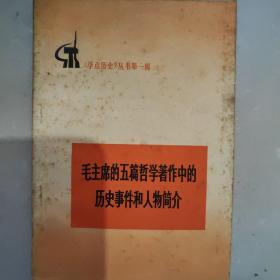 《学点历史》丛书第一辑
毛主席的五篇哲学著作中的
历史事件和人物简介